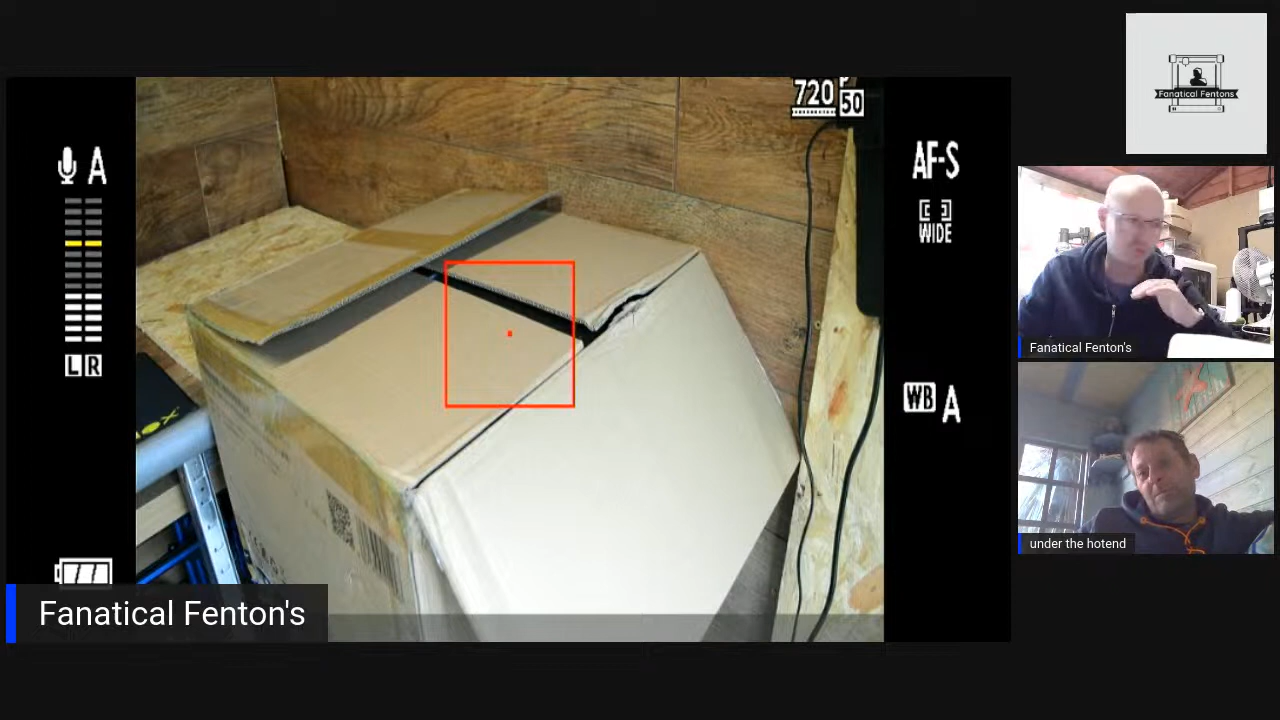 A
L R
720 P
50
AF-S
WIDE
WB A
Fanatical Fenton's
Fanatical Fentons
Fanatical Fenton's
under the hotend